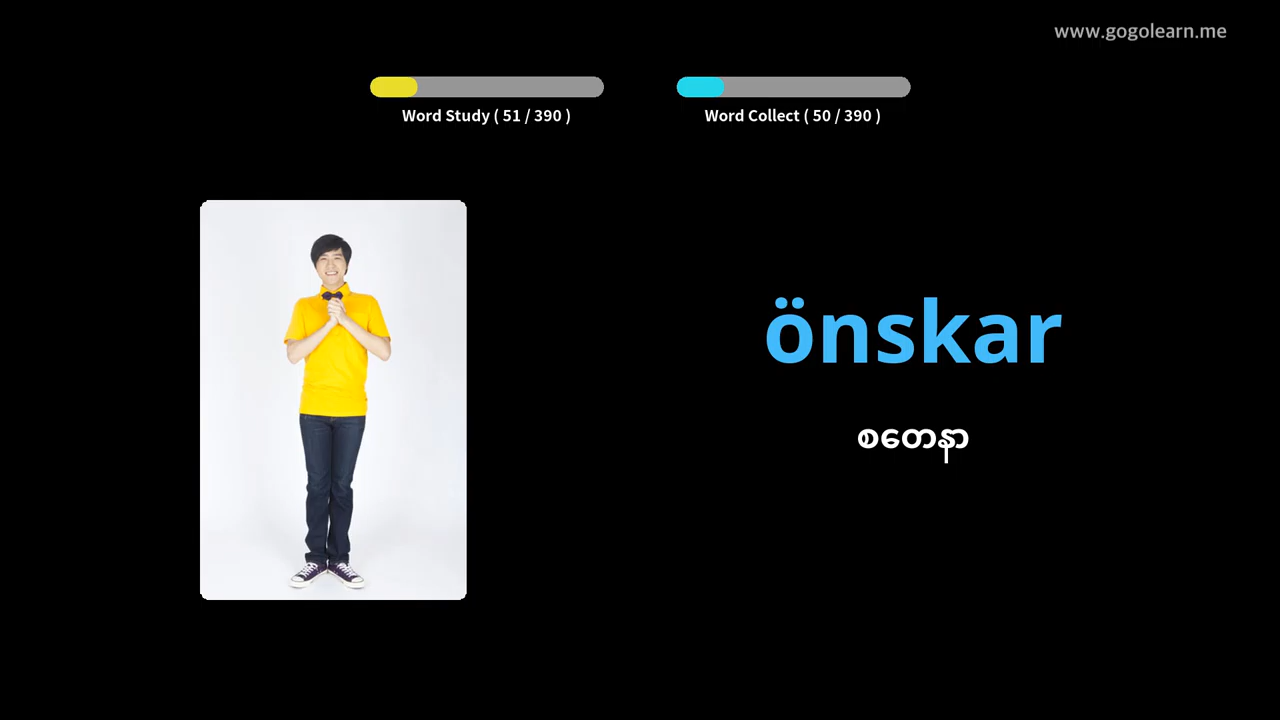 www.gogolearn.me
Word Study ( 51 / 390 )
Word Collect ( 50 / 390 )
önskar
စတေနာ